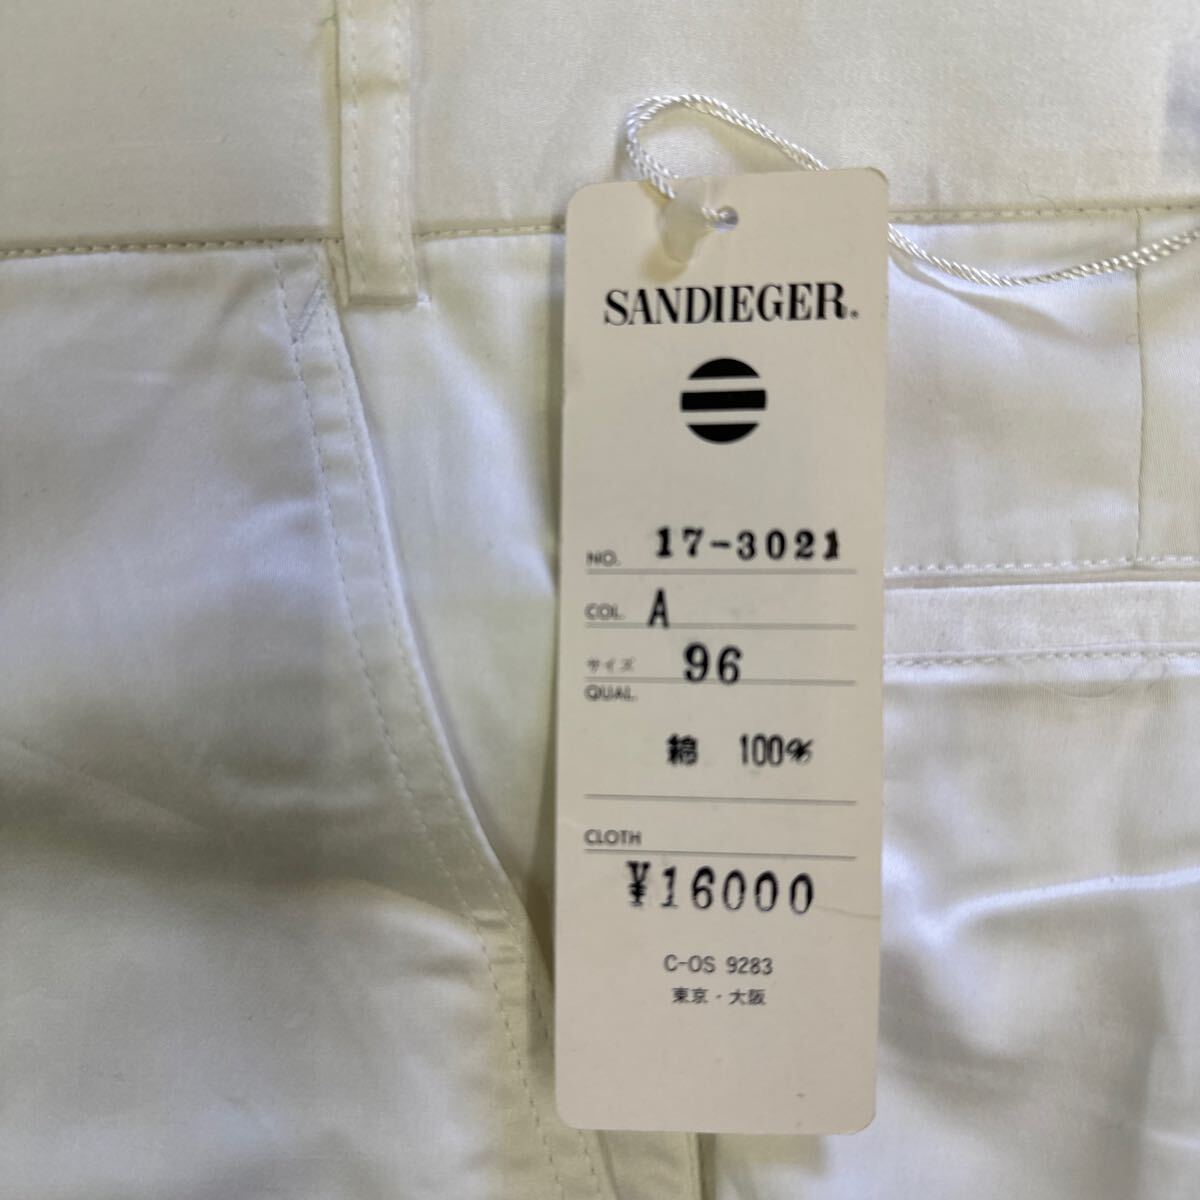 SANDIEGER®
NO. 17-3021
COL. A
サイズ 96
QUAL.
綿 100%
CLOTH
¥16000
C-OS 9283
東京・大阪